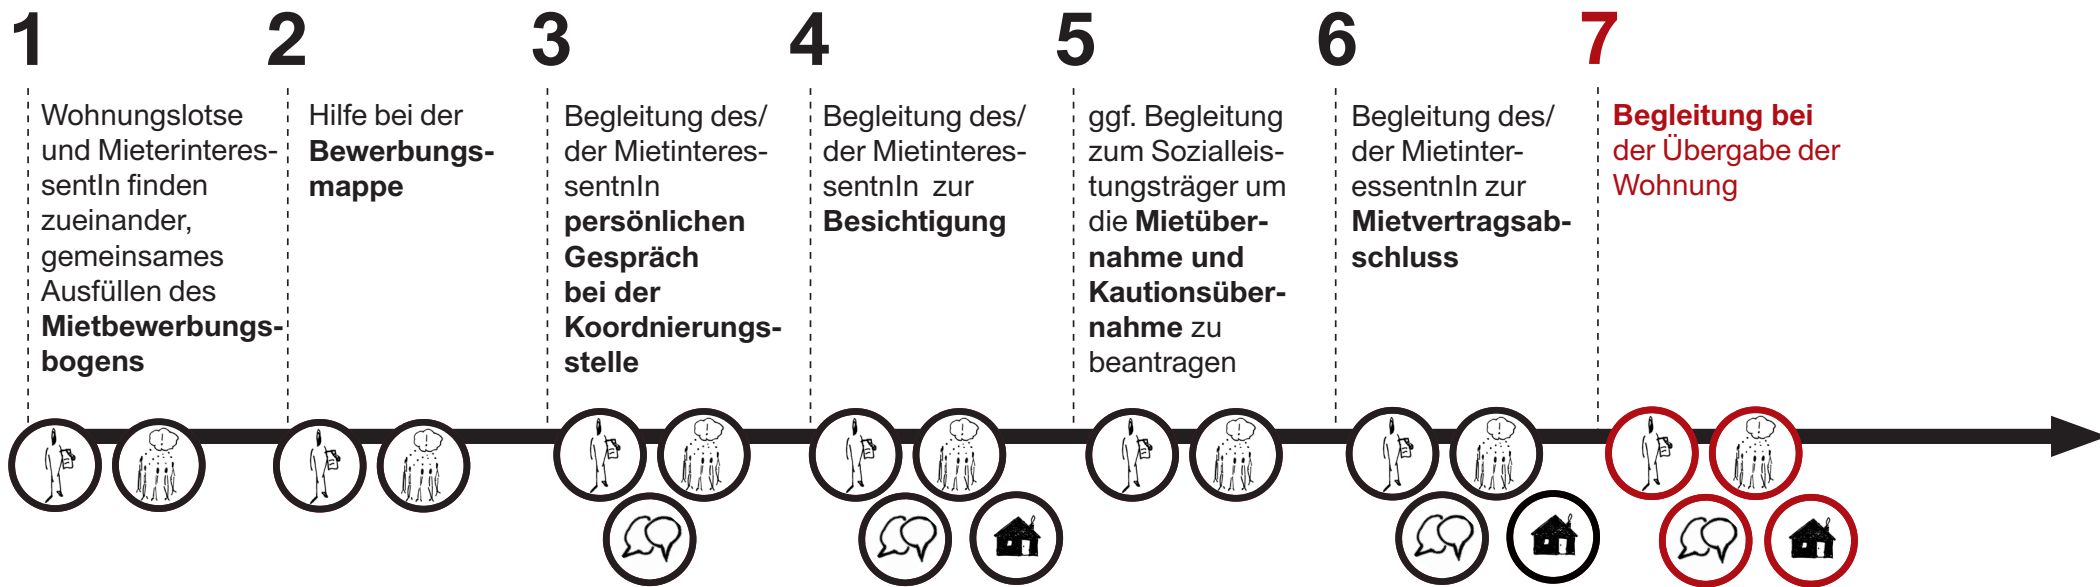 1
Wohnungslotse
und Mieterinteres-
sentIn finden
zueinander,
gemeinsames
Ausfüllen des
Mietbewerbungs-
bogens
2
Hilfe bei der
Bewerbungs-
mappe
3
Begleitung des/
der Mietinteres-
sentnIn
persönlichen
Gespräch
bei der
Koordnierungs-
stelle
4
Begleitung des/
der Mietinteres-
sentnIn zur
Besichtigung
5
ggf. Begleitung
zum Sozialleis-
tungsträger um
die Mietüber-
nahme und
Kautionsüber-
nahme zu
beantragen
6
Begleitung des/
der Mietinter-
essentnIn zur
Mietvertragsab-
schluss
7
Begleitung bei
der Übergabe der
Wohnung